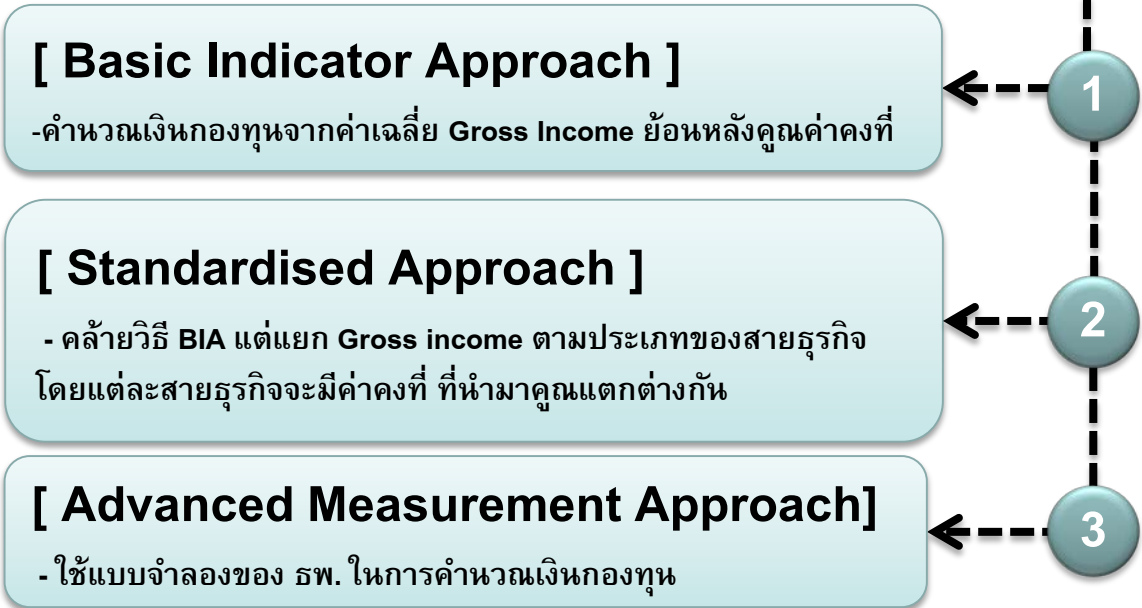 [ Basic Indicator Approach ]
-คำนวณเงินกองทุนจากค่าเฉลี่ย Gross Income ย้อนหลังคูณค่าคงที่
1
[ Standardised Approach ]
- คล้ายวิธี BIA แต่แยก Gross income ตามประเภทของสายธุรกิจ
โดยแต่ละสายธุรกิจจะมีค่าคงที่ ที่นำมาคูณแตกต่างกัน
2
[ Advanced Measurement Approach]
- ใช้แบบจำลองของ ธพ. ในการคำนวณเงินกองทุน
3